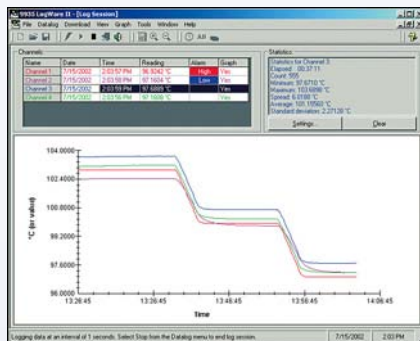 9935 LogWare II - [Log Session]
File Datalog Download View Graph Tools Window Help
Channels:
Name Date Time Reading Alarm Graph
Channel 1 7/15/2002 2:03:57 PM 96.9242 °C High Yes
Channel 2 7/15/2002 2:03:58 PM 97.1604 °C Low Yes
Channel 3 7/15/2002 2:03:59 PM 97.6889 °C Yes
Channel 4 7/15/2002 2:03:56 PM 97.1608 °C Yes
Statistics:
Statistics for Channel 3:
Elapsed: 00:37:11
Count: 555
Minimum: 97.6710 °C
Maximum: 103.6898 °C
Spread: 6.0188 °C
Average: 101.15560 °C
Standard deviation: 2.27128 °C
Settings... Clear
°C (or value)
104.0000
102.4000
100.8000
99.2000
97.6000
96.0000
13:26:45 13:36:45 13:46:45 13:56:45 14:06:45
Time
Logging data at an interval of 1 seconds. Select Stop from the Datalog menu to end log session. 7/15/2002 2:03 PM